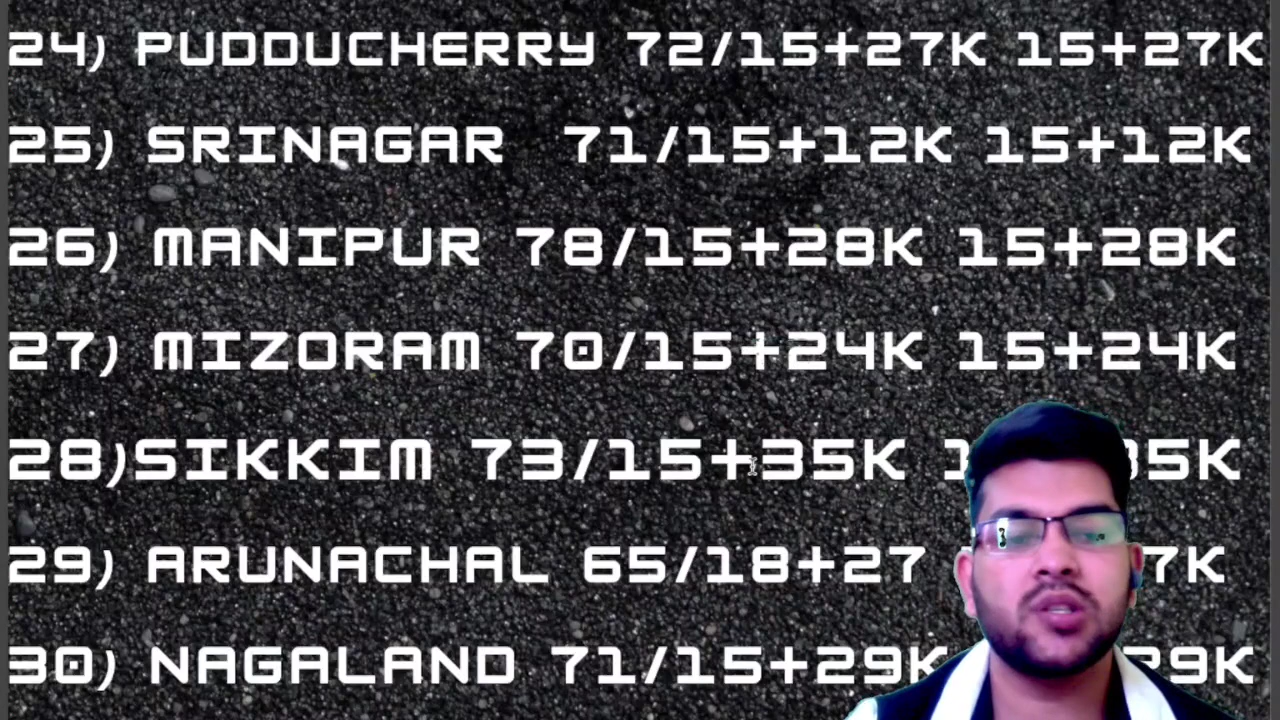 24) PUDDUCHERRY 72/15+27K 15+27K
25) SRINAGAR 71/15+12K 15+12K
26) MANIPUR 78/15+28K 15+28K
27) MIZORAM 70/15+24K 15+24K
28)SIKKIM 73/15+35K
29) ARUNACHAL 65/18+27
30) NAGALAND 71/15+29K